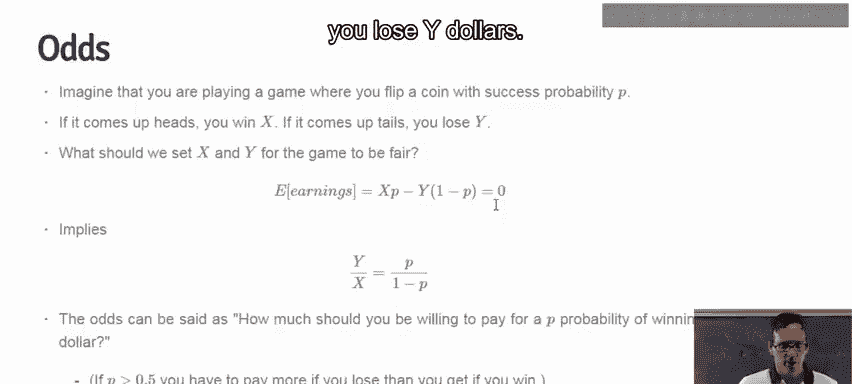 you lose Y dollars.
Odds
· Imagine that you are playing a game where you flip a coin with success probability p.
· If it comes up heads, you win X. If it comes up tails, you lose Y.
· What should we set X and Y for the game to be fair?
E[earnings] = Xp − Y(1 − p) = 0
· Implies
Y/X = p/(1 − p)
· The odds can be said as "How much should you be willing to pay for a p probability of
dollar?"
- (If p > 0.5 you have to pay more if you lose than you get if you win.)